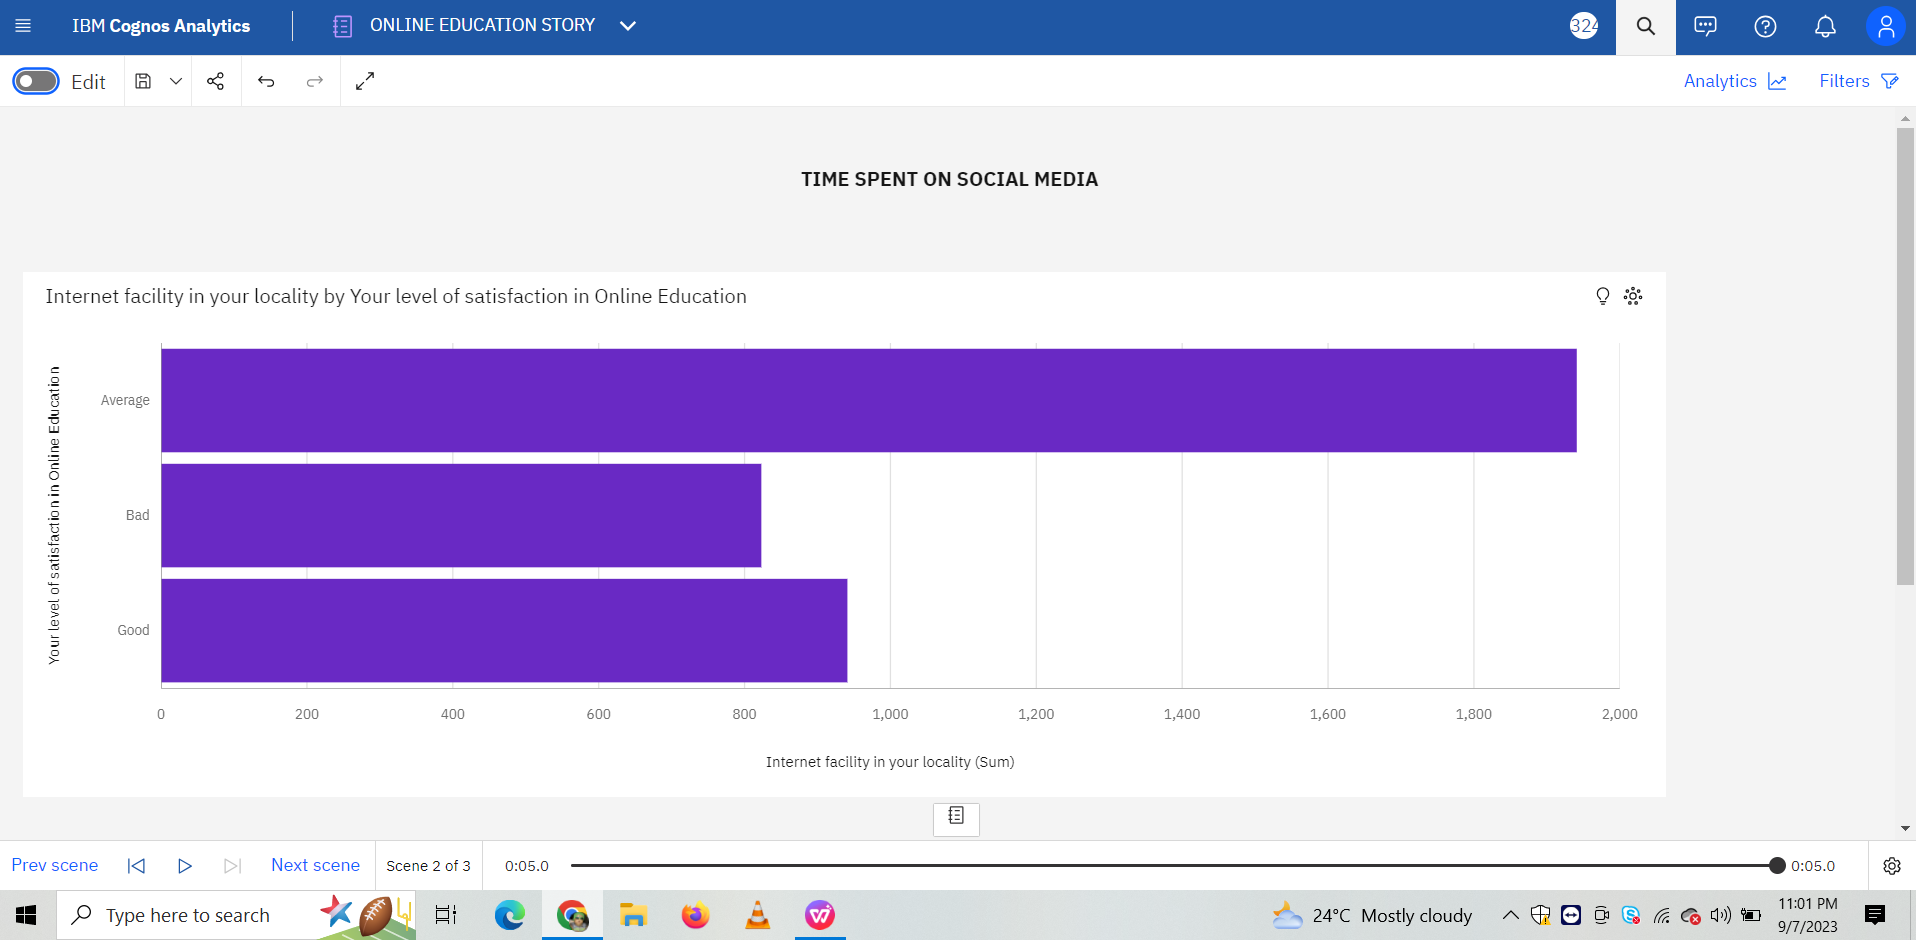 IBM Cognos Analytics
ONLINE EDUCATION STORY
324
Edit
Analytics
Filters
TIME SPENT ON SOCIAL MEDIA
Internet facility in your locality by Your level of satisfaction in Online Education
Your level of satisfaction in Online Education
Average
Bad
Good
0 200 400 600 800 1,000 1,200 1,400 1,600 1,800 2,000
Internet facility in your locality (Sum)
Prev scene
Next scene
Scene 2 of 3
0:05.0
0:05.0
Type here to search
24°C Mostly cloudy
11:01 PM
9/7/2023